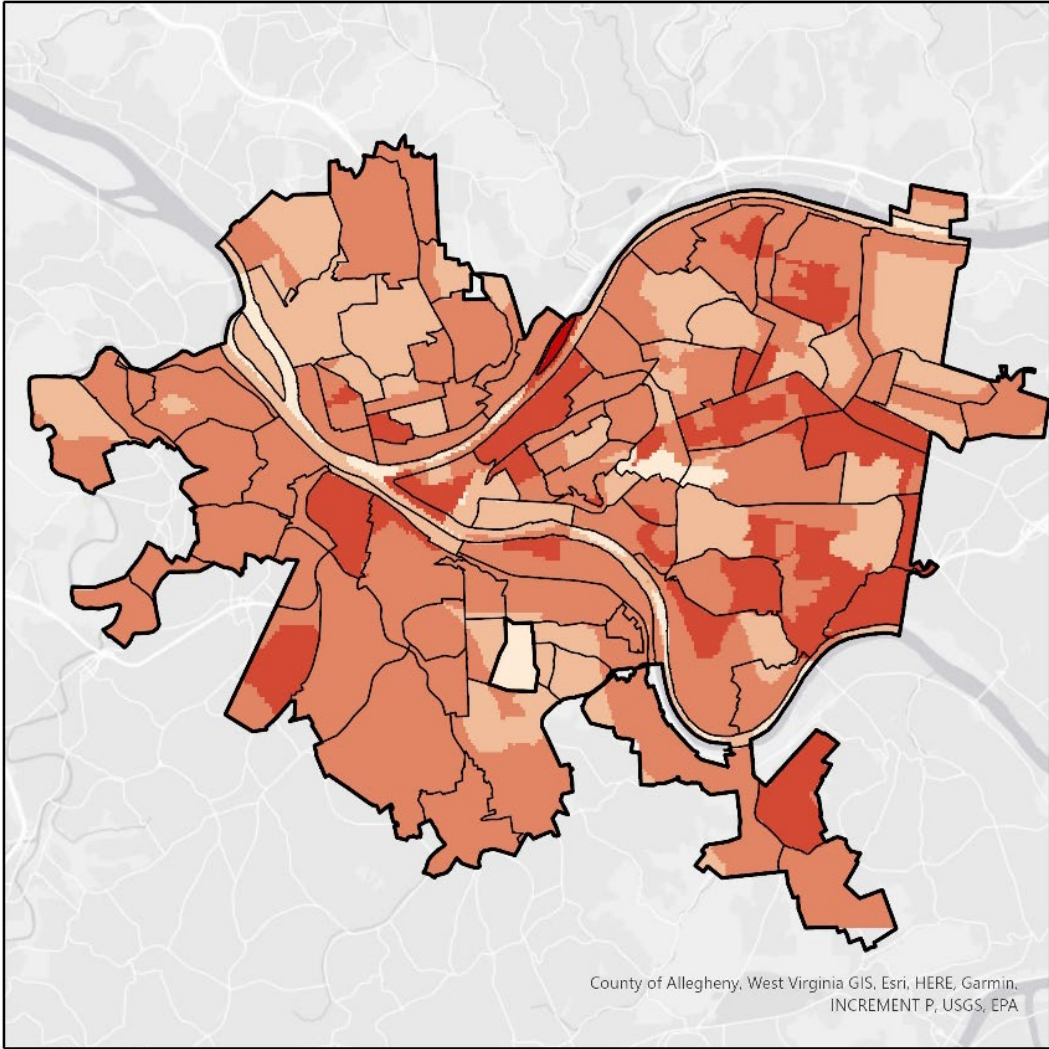 County of Allegheny, West Virginia GIS, Esri, HERE, Garmin,
INCREMENT P, USGS, EPA